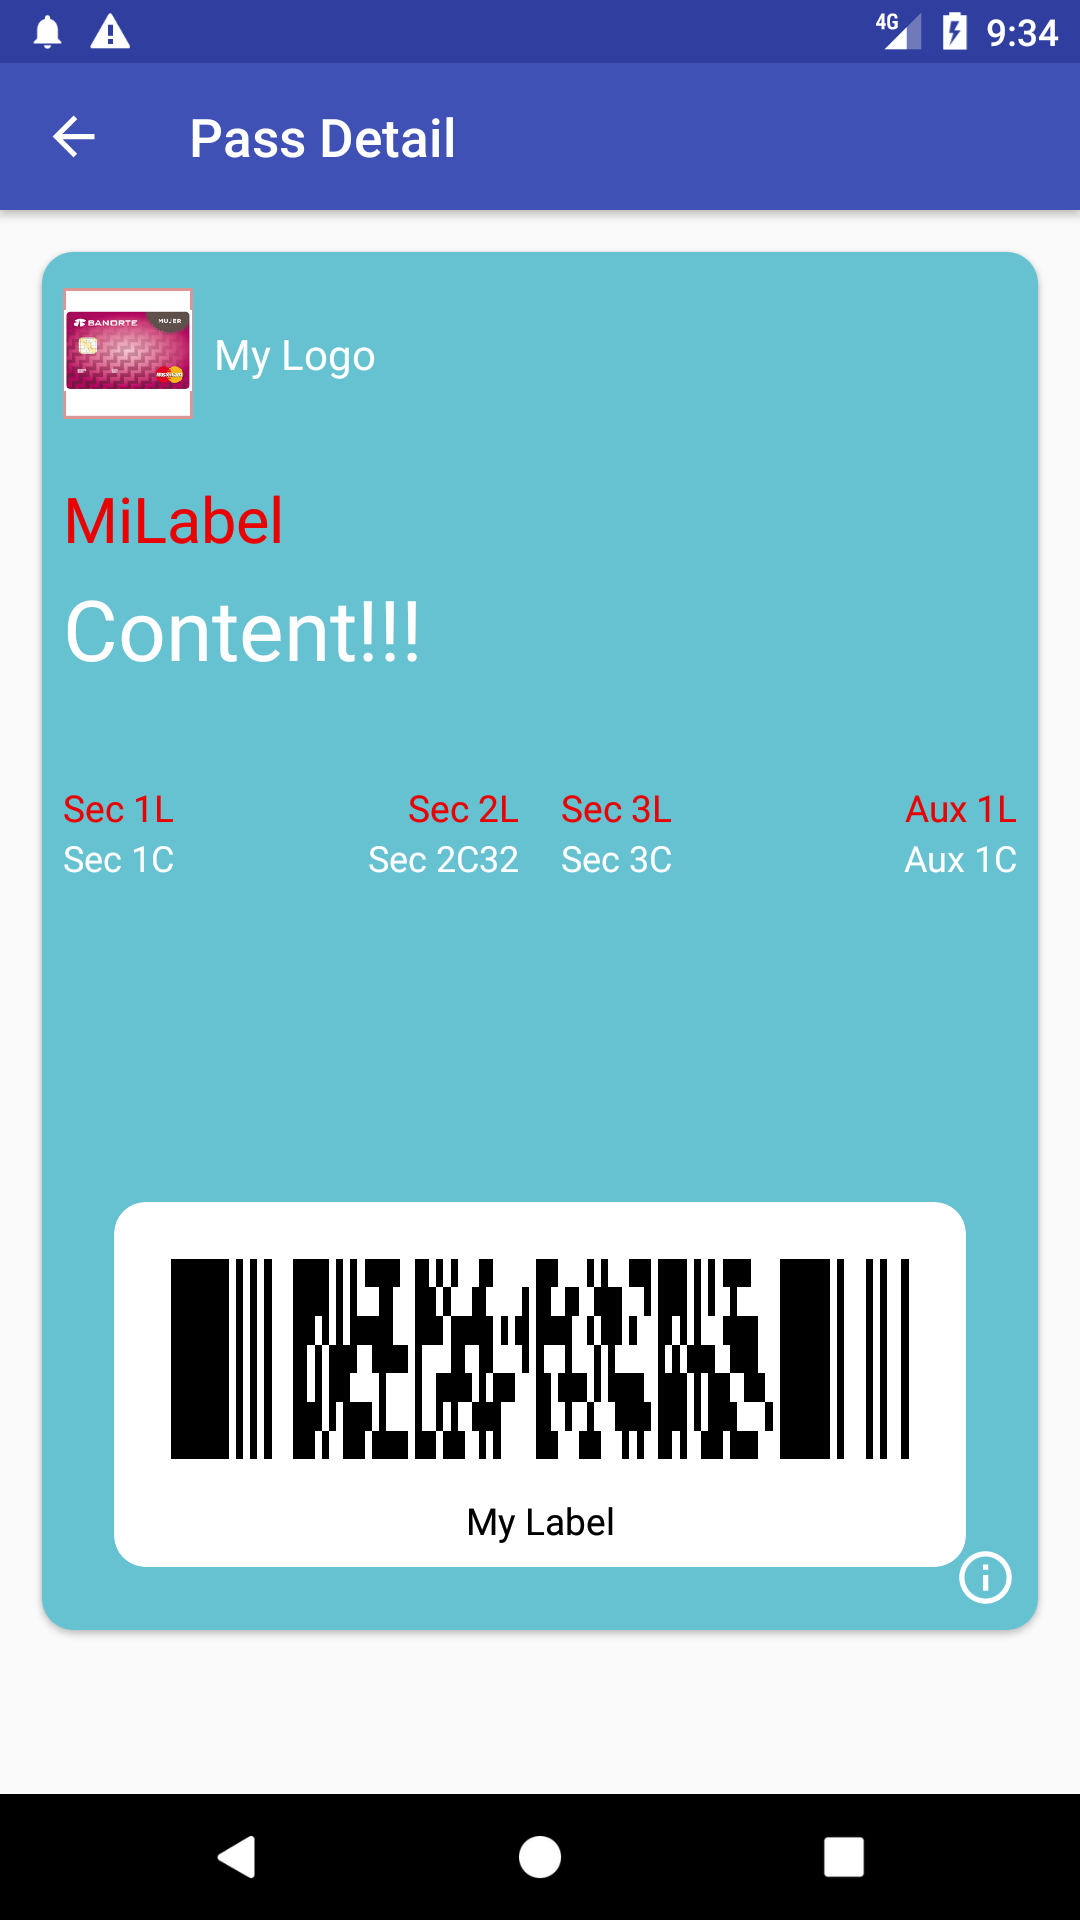 4G 9:34
Pass Detail
BANORTE MUJER
My Logo
MiLabel
Content!!!
Sec 1L Sec 2L Sec 3L Aux 1L
Sec 1C Sec 2C32 Sec 3C Aux 1C
My Label